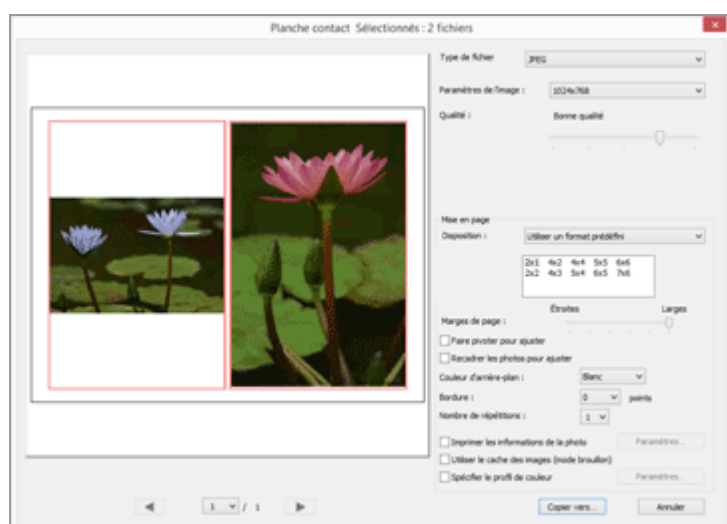 Planche contact Sélectionnés : 2 fichiers
Type de fichier JPEG
Paramètres de l'image : 1024x768
Qualité : Bonne qualité
Mise en page
Disposition : Utiliser un format prédéfini
2x1 4x2 4x4 5x5 6x6
2x2 4x3 5x4 6x5 7x6
Étroites Larges
Marges de page :
Faire pivoter pour ajuster
Recadrer les photos pour ajuster
Couleur d'arrière-plan : Blanc
Bordure : 0 points
Nombre de répétitions : 1
Imprimer les informations de la photo Paramètres...
Utiliser le cache des images (mode brouillon)
Spécifier le profil de couleur Paramètres...
1 / 1 Copier vers... Annuler